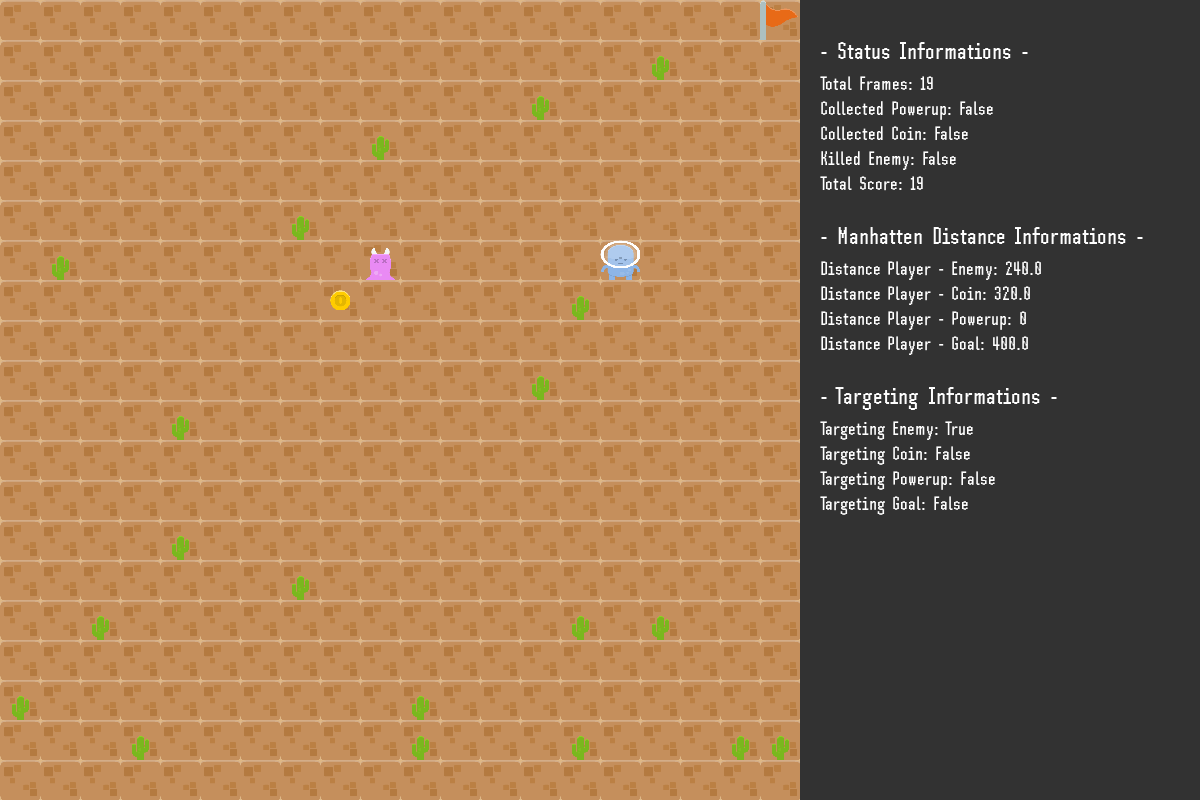 - Status Informations -
Total Frames: 19
Collected Powerup: False
Collected Coin: False
Killed Enemy: False
Total Score: 19
- Manhatten Distance Informations -
Distance Player - Enemy: 240.0
Distance Player - Coin: 320.0
Distance Player - Powerup: 0
Distance Player - Goal: 400.0
- Targeting Informations -
Targeting Enemy: True
Targeting Coin: False
Targeting Powerup: False
Targeting Goal: False